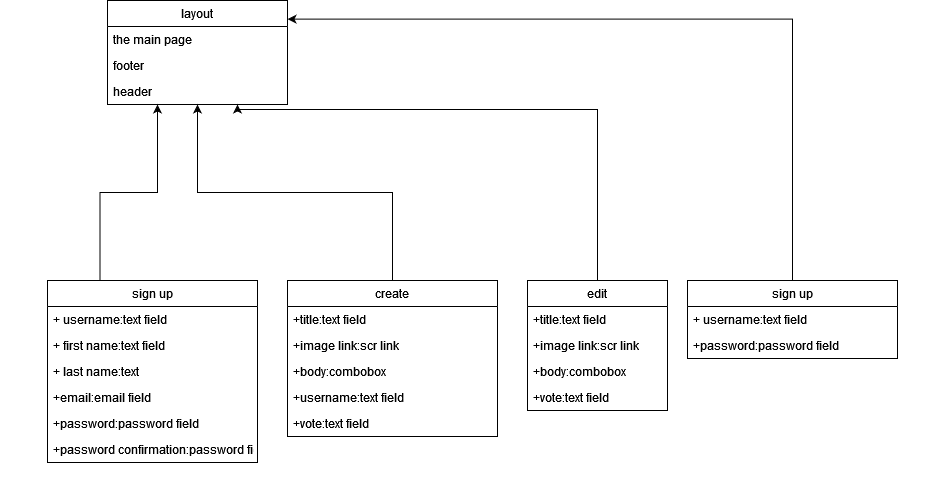 layout
the main page
footer
header
sign up
+ username:text field
+ first name:text field
+ last name:text
+email:email field
+password:password field
+password confirmation:password fi
create
+title:text field
+image link:scr link
+body:combobox
+username:text field
+vote:text field
edit
+title:text field
+image link:scr link
+body:combobox
+vote:text field
sign up
+ username:text field
+password:password field